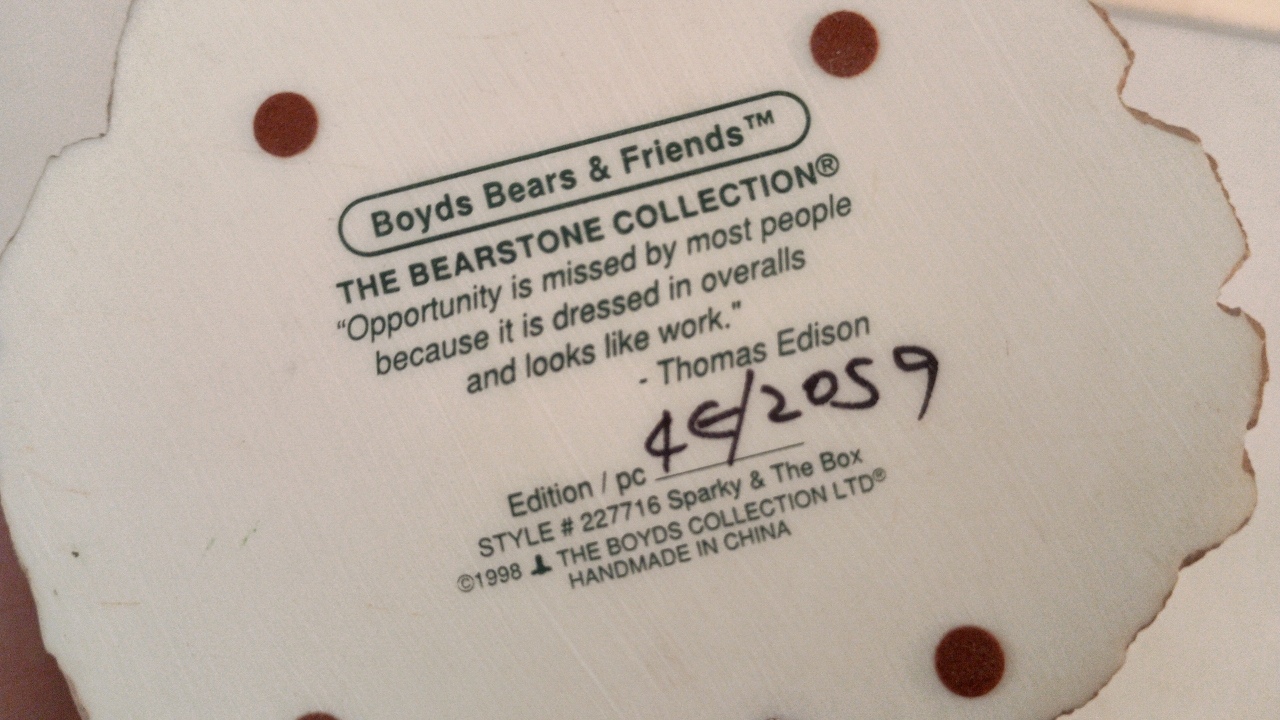 Boyds Bears & Friends™
THE BEARSTONE COLLECTION®
"Opportunity is missed by most people
because it is dressed in overalls
and looks like work."
- Thomas Edison
Edition / pc 4E/2059
STYLE # 227716 Sparky & The Box
©1998 THE BOYDS COLLECTION LTD®
HANDMADE IN CHINA